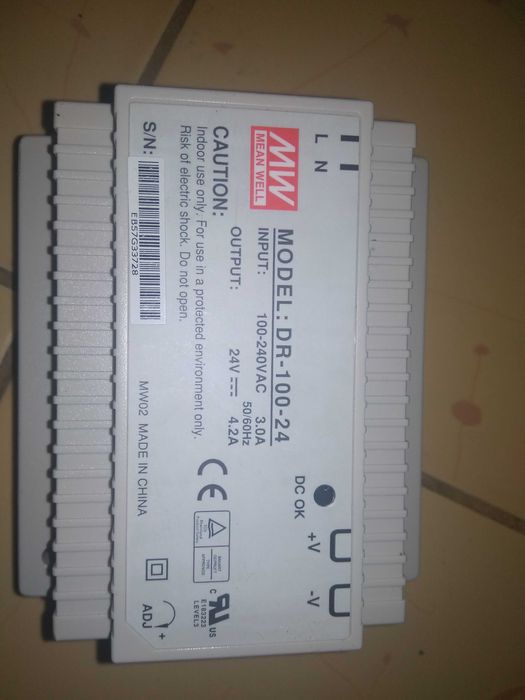 L N
MW
MEAN WELL
MODEL: DR-100-24
INPUT: 100-240VAC 3.0A
50/60Hz
OUTPUT: 24V 4.2A
CAUTION:
Indoor use only. For use in a protected environment only.
Risk of electric shock. Do not open.
S/N:
EB57G33728
DC OK
+V -V
CE
C UL US
E183223
LEVEL3
ADJ +
MW02 MADE IN CHINA